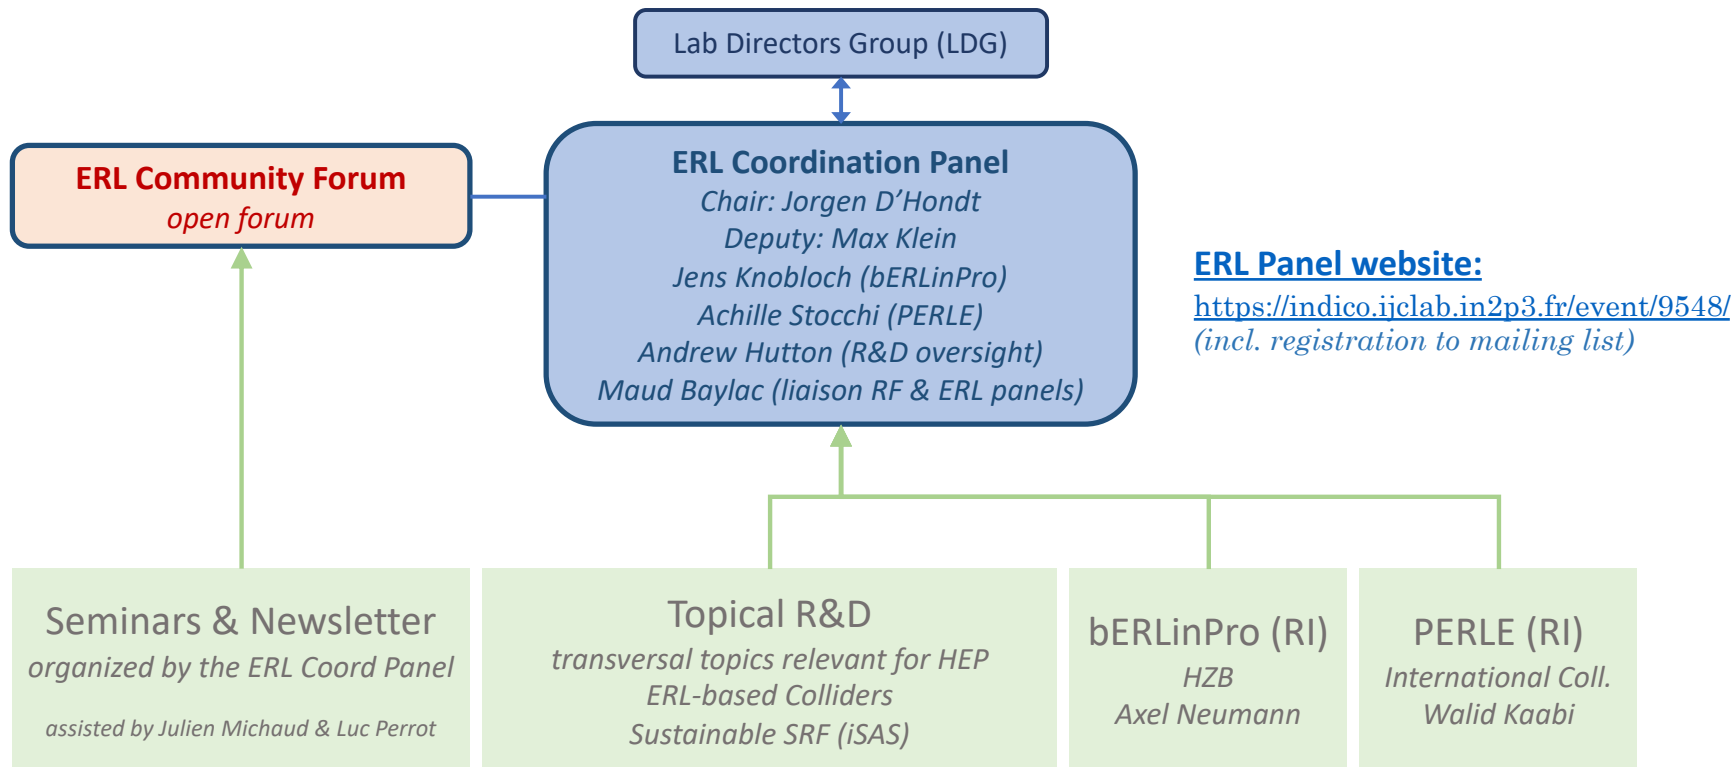 Lab Directors Group (LDG)
ERL Community Forum
open forum
ERL Coordination Panel
Chair: Jorgen D’Hondt
Deputy: Max Klein
Jens Knobloch (bERLinPro)
Achille Stocchi (PERLE)
Andrew Hutton (R&D oversight)
Maud Baylac (liaison RF & ERL panels)
ERL Panel website:
https://indico.ijclab.in2p3.fr/event/9548/
(incl. registration to mailing list)
Seminars & Newsletter
organized by the ERL Coord Panel
assisted by Julien Michaud & Luc Perrot
Topical R&D
transversal topics relevant for HEP
ERL-based Colliders
Sustainable SRF (iSAS)
bERLinPro (RI)
HZB
Axel Neumann
PERLE (RI)
International Coll.
Walid Kaabi